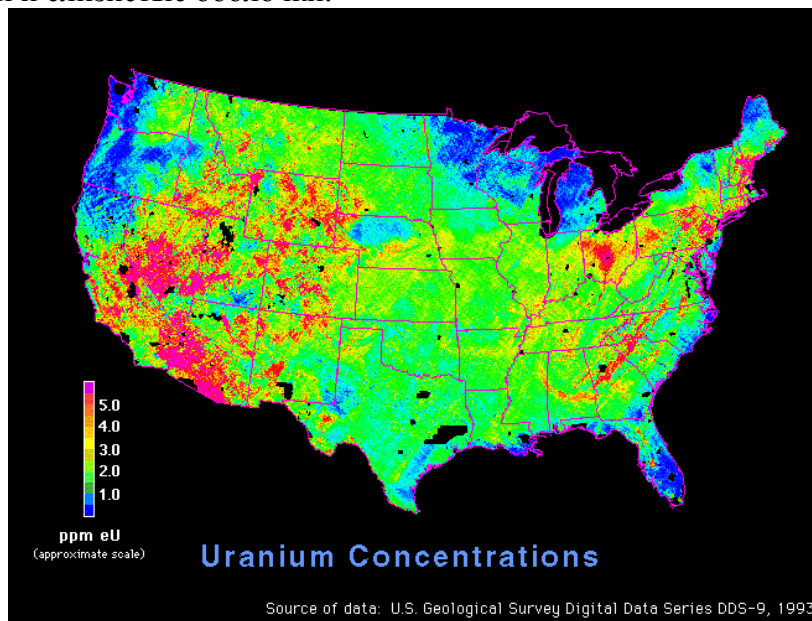 5.0
4.0
3.0
2.0
1.0
ppm eU
(approximate scale)
Uranium Concentrations
Source of data: U.S. Geological Survey Digital Data Series DDS-9, 1993